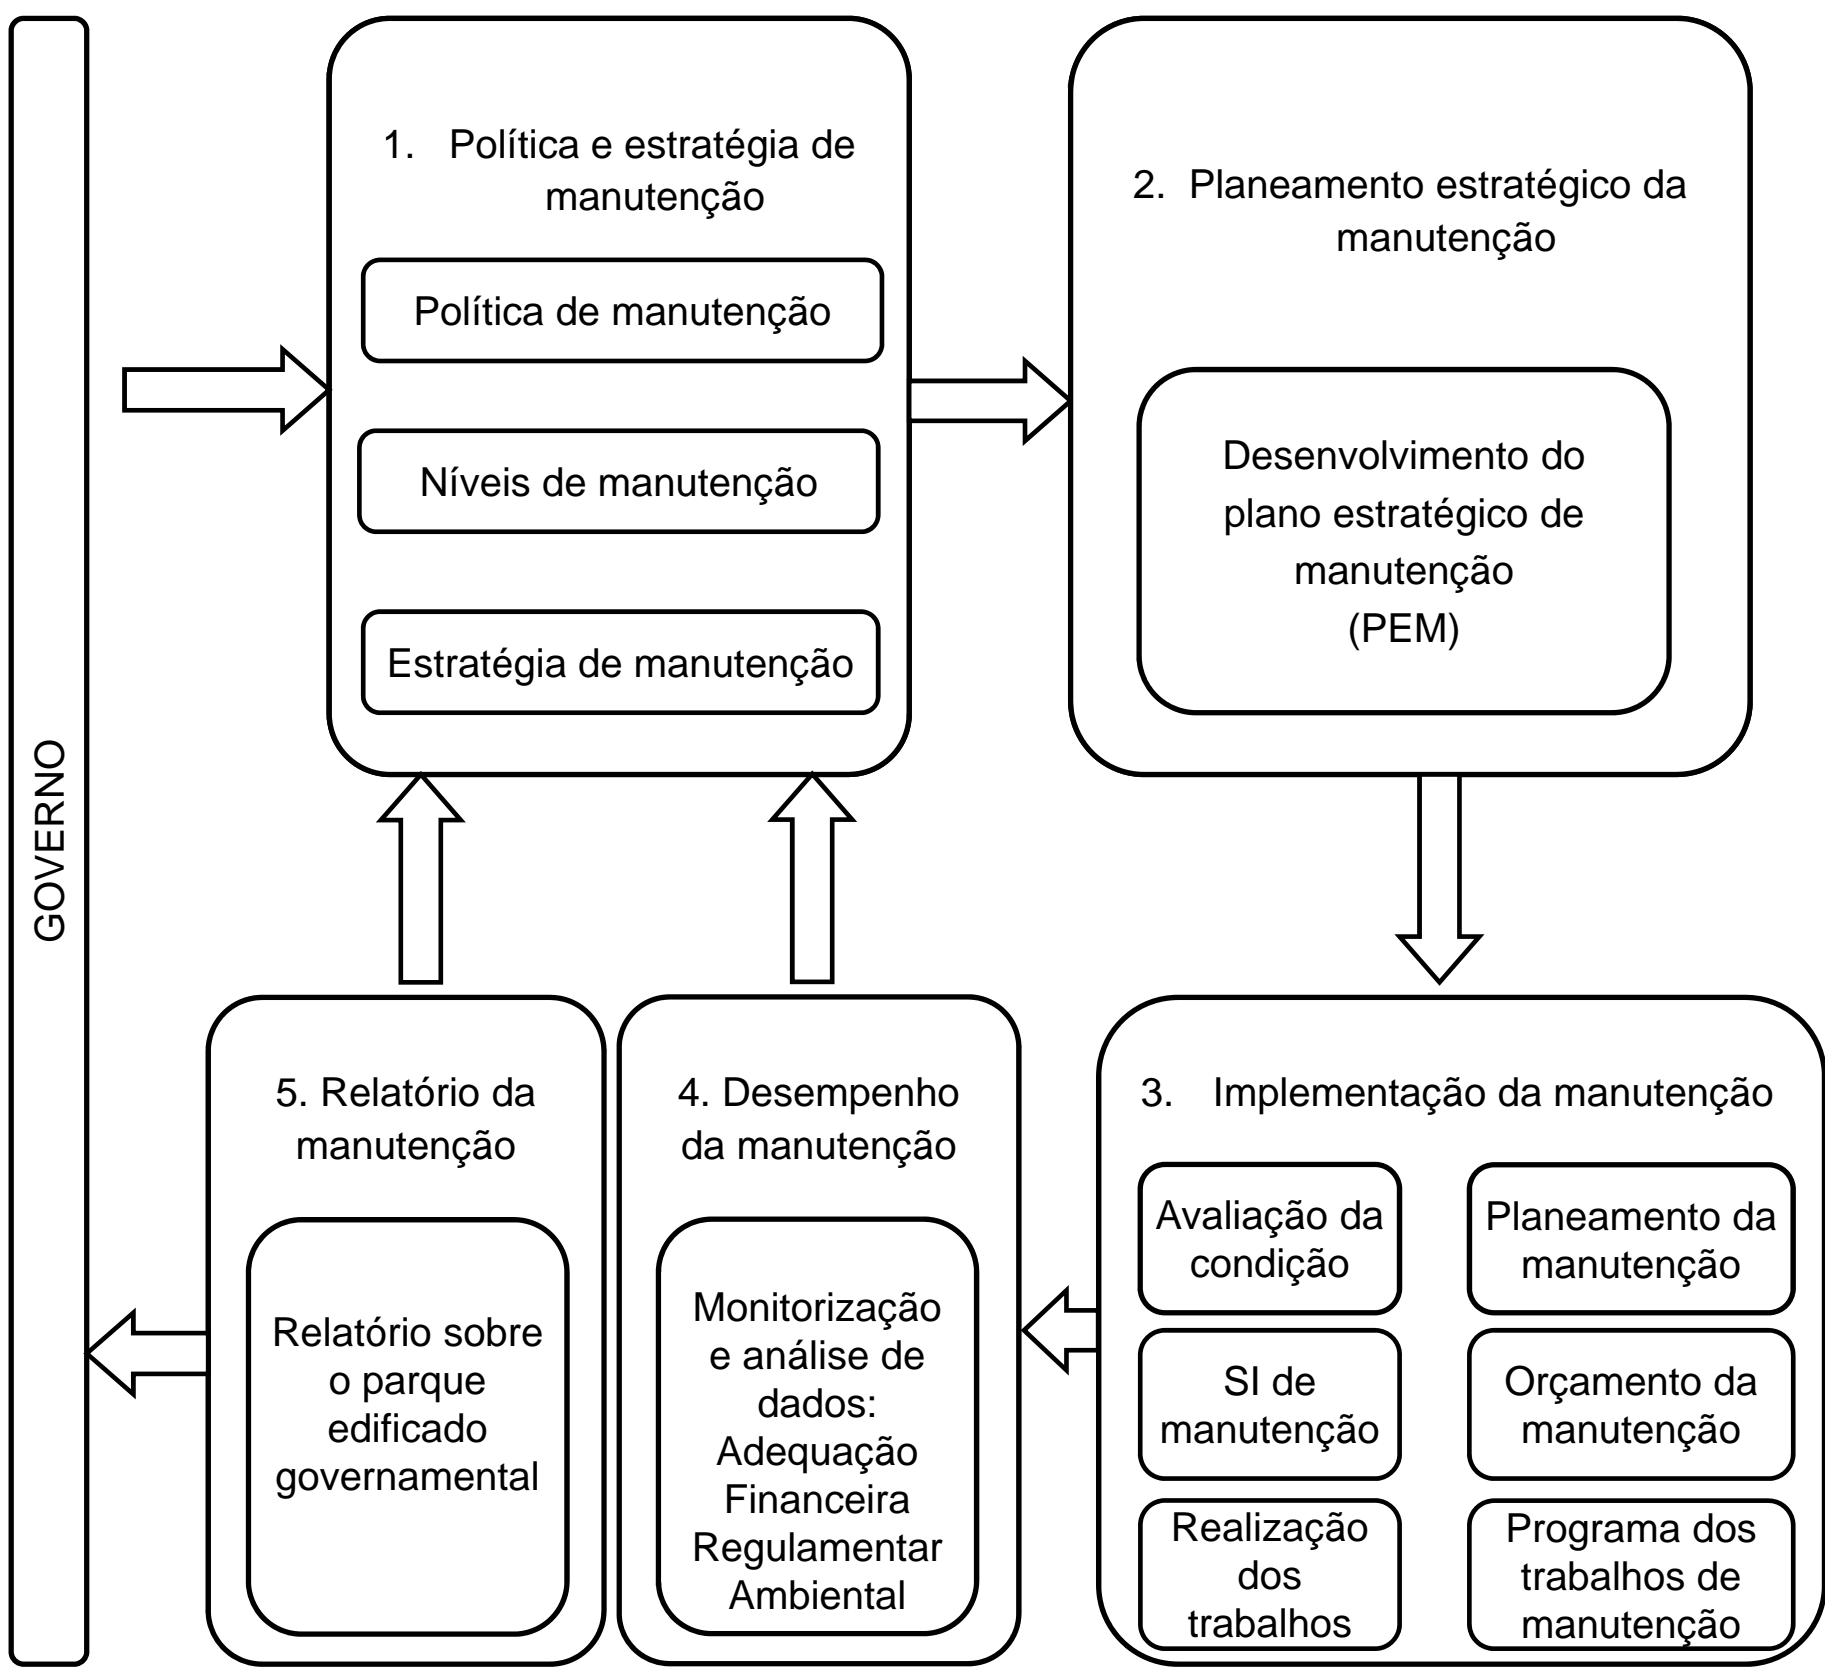 GOVERNO
1. Política e estratégia de
manutenção
Política de manutenção
Níveis de manutenção
Estratégia de manutenção
2. Planeamento estratégico da
manutenção
Desenvolvimento do
plano estratégico de
manutenção
(PEM)
3. Implementação da manutenção
Avaliação da
condição
Planeamento da
manutenção
SI de
manutenção
Orçamento da
manutenção
Realização
dos
trabalhos
Programa dos
trabalhos de
manutenção
4. Desempenho
da manutenção
Monitorização
e análise de
dados:
Adequação
Financeira
Regulamentar
Ambiental
5. Relatório da
manutenção
Relatório sobre
o parque
edificado
governamental